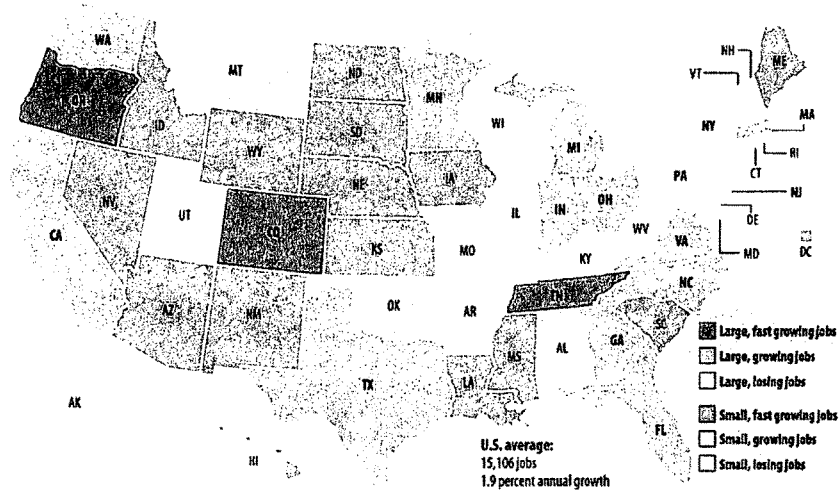 WA
MT
ND
MN
OR
ID
SD
WI
WY
MI
NH
VT
ME
NY
MA
RI
CT
PA
NJ
NE
IA
NV
UT
CO
IL
IN
OH
WV
DE
MD
VA
DC
CA
KS
MO
KY
NC
AZ
NM
OK
AR
TN
SC
MS
AL
GA
LA
TX
FL
AK
HI
Large, fast growing jobs
Large, growing jobs
Large, losing jobs
Small, fast growing jobs
Small, growing jobs
Small, losing jobs
U.S. average:
15,106 jobs
1.9 percent annual growth